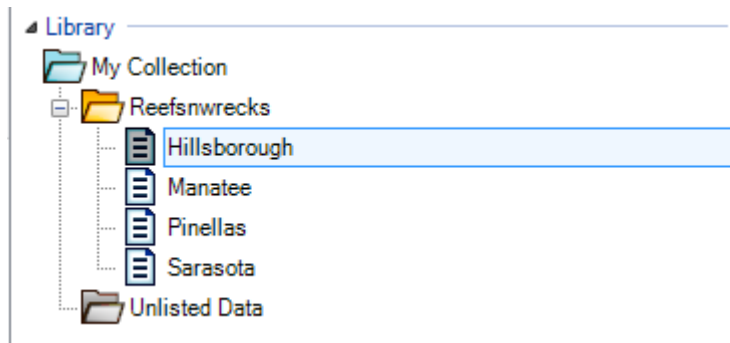 Library
My Collection
Reefsnwrecks
Hillsborough
Manatee
Pinellas
Sarasota
Unlisted Data